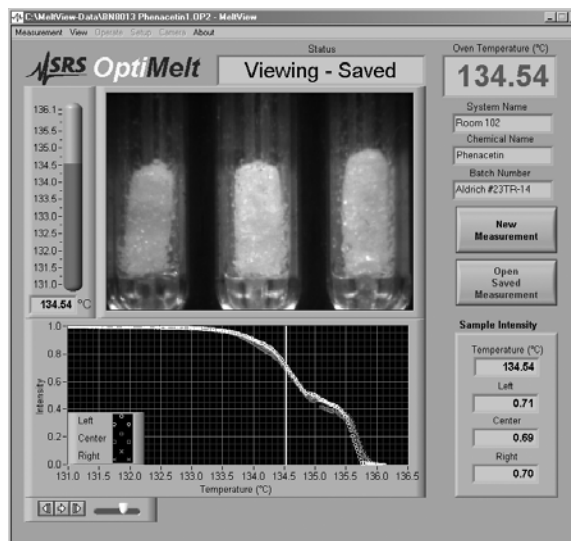 C:\MeltView-Data\BN8013 Phenacetin1.OP2 - MeltView
Measurement View Operate Setup Camera About
SRS OptiMelt
Status
Viewing - Saved
Oven Temperature (°C)
134.54
System Name
Room 102
Chemical Name
Phenacetin
Batch Number
Aldrich #23TR-14
New
Measurement
Open
Saved
Measurement
136.1
135.5
135.0
134.5
134.0
133.5
133.0
132.5
132.0
131.5
131.0
134.54 °C
Sample Intensity
Temperature (°C)
134.54
Left
0.71
Center
0.69
Right
0.70
Intensity
1.0
0.8
0.6
0.4
0.2
0.0
Left
Center
Right
131.0 131.5 132.0 132.5 133.0 133.5 134.0 134.5 135.0 135.5 136.0 136.5
Temperature (°C)